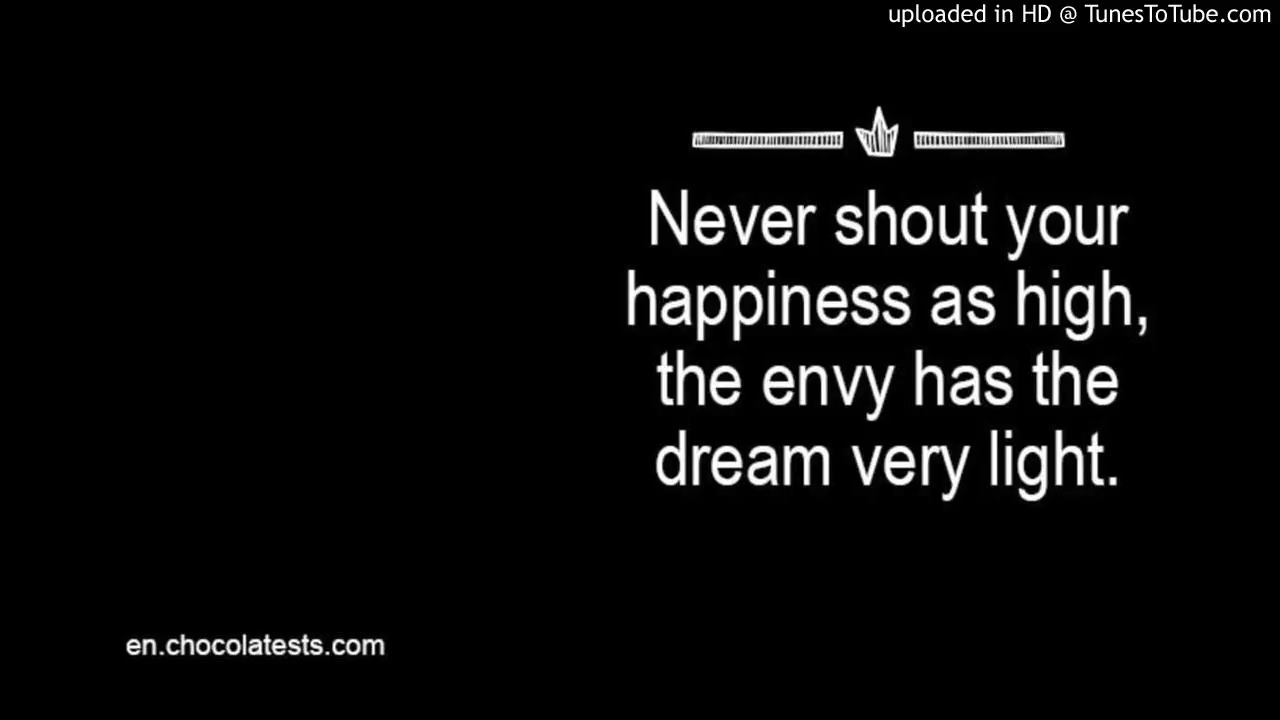 uploaded in HD @ TunesToTube.com
Never shout your
happiness as high,
the envy has the
dream very light.
en.chocolatests.com